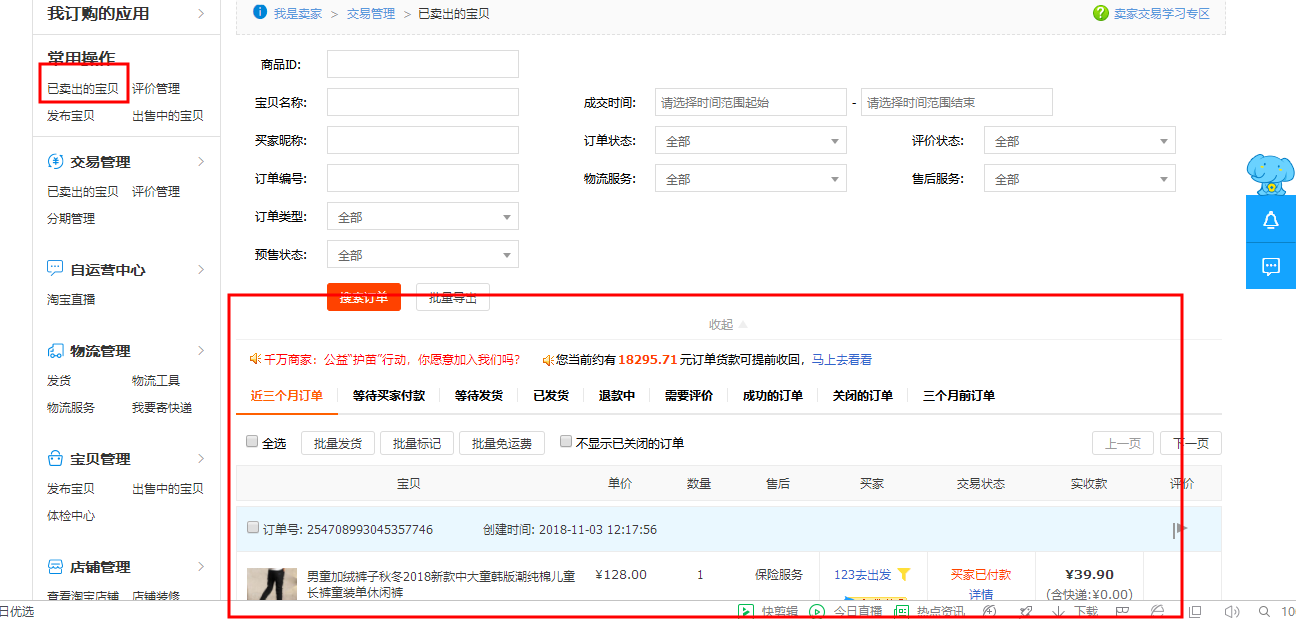 我订购的应用
常用操作
已卖出的宝贝 评价管理
发布宝贝 出售中的宝贝
交易管理
已卖出的宝贝 评价管理
分期管理
自运营中心
淘宝直播
物流管理
发货 物流工具
物流服务 我要寄快递
宝贝管理
发布宝贝 出售中的宝贝
体检中心
店铺管理
查看淘宝店铺 店铺装修
我是卖家 > 交易管理 > 已卖出的宝贝
卖家交易学习专区
商品ID:
宝贝名称: 成交时间: 请选择时间范围起始 - 请选择时间范围结束
买家昵称: 订单状态: 全部 评价状态: 全部
订单编号: 物流服务: 全部 售后服务: 全部
订单类型: 全部
预售状态: 全部
搜索订单 批量导出
收起
千万商家：公益“护苗”行动，你愿意加入我们吗？ 您当前约有18295.71元订单货款可提前收回，马上去看看
近三个月订单 等待买家付款 等待发货 已发货 退款中 需要评价 成功的订单 关闭的订单 三个月前订单
全选 批量发货 批量标记 批量免运费 不显示已关闭的订单 上一页 下一页
宝贝 单价 数量 售后 买家 交易状态 实收款 评价
订单号: 254708993045357746 创建时间: 2018-11-03 12:17:56
男童加绒裤子秋冬2018新款中大童韩版潮纯棉儿童 ¥128.00 1 保险服务 123去出发 买家已付款 ¥39.90
长裤童装单休闲裤 详情 (含快递:¥0.00)
日优选 快剪辑 今日直播 热点资讯 下载 10